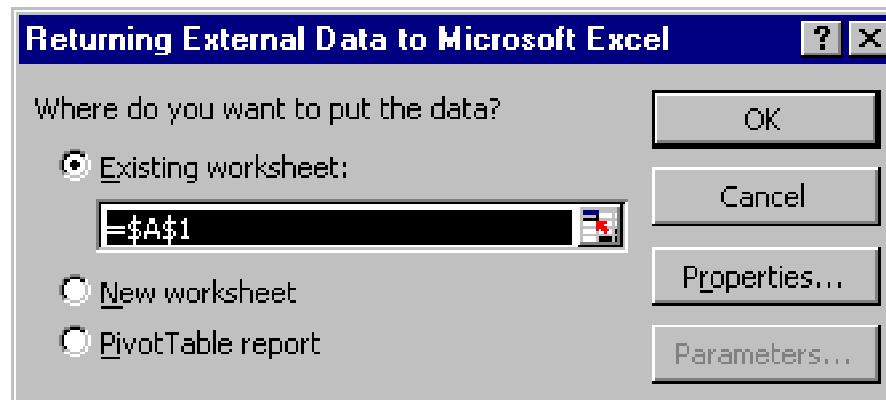 Returning External Data to Microsoft Excel
Where do you want to put the data?
Existing worksheet:
=$A$1
New worksheet
PivotTable report
OK
Cancel
Properties...
Parameters...